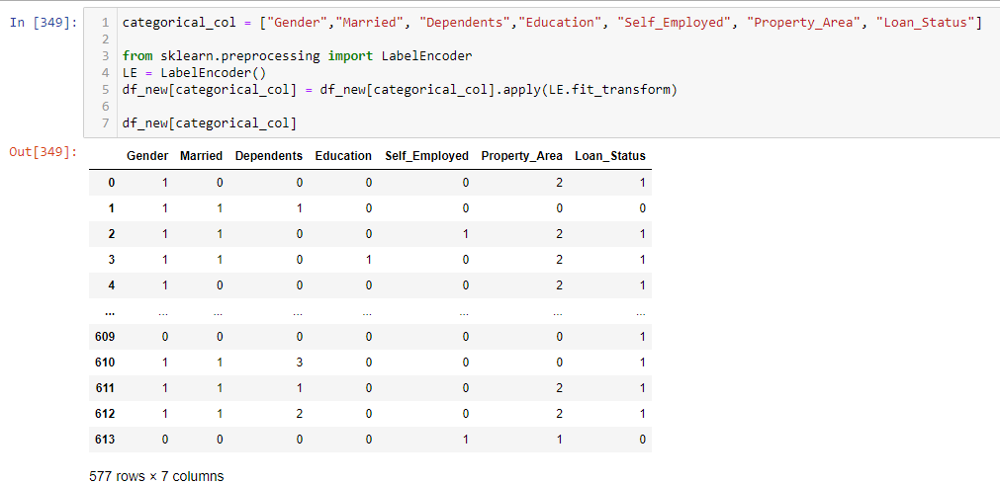 In [349]:
1 categorical_col = ["Gender","Married", "Dependents","Education", "Self_Employed", "Property_Area", "Loan_Status"]
2
3 from sklearn.preprocessing import LabelEncoder
4 LE = LabelEncoder()
5 df_new[categorical_col] = df_new[categorical_col].apply(LE.fit_transform)
6
7 df_new[categorical_col]
Out[349]:
Gender Married Dependents Education Self_Employed Property_Area Loan_Status
0 1 0 0 0 0 2 1
1 1 1 1 0 0 0 0
2 1 1 0 0 1 2 1
3 1 1 0 1 0 2 1
4 1 0 0 0 0 2 1
... ... ... ... ... ... ... ...
609 0 0 0 0 0 0 1
610 1 1 3 0 0 0 1
611 1 1 1 0 0 2 1
612 1 1 2 0 0 2 1
613 0 0 0 0 1 1 0
577 rows × 7 columns